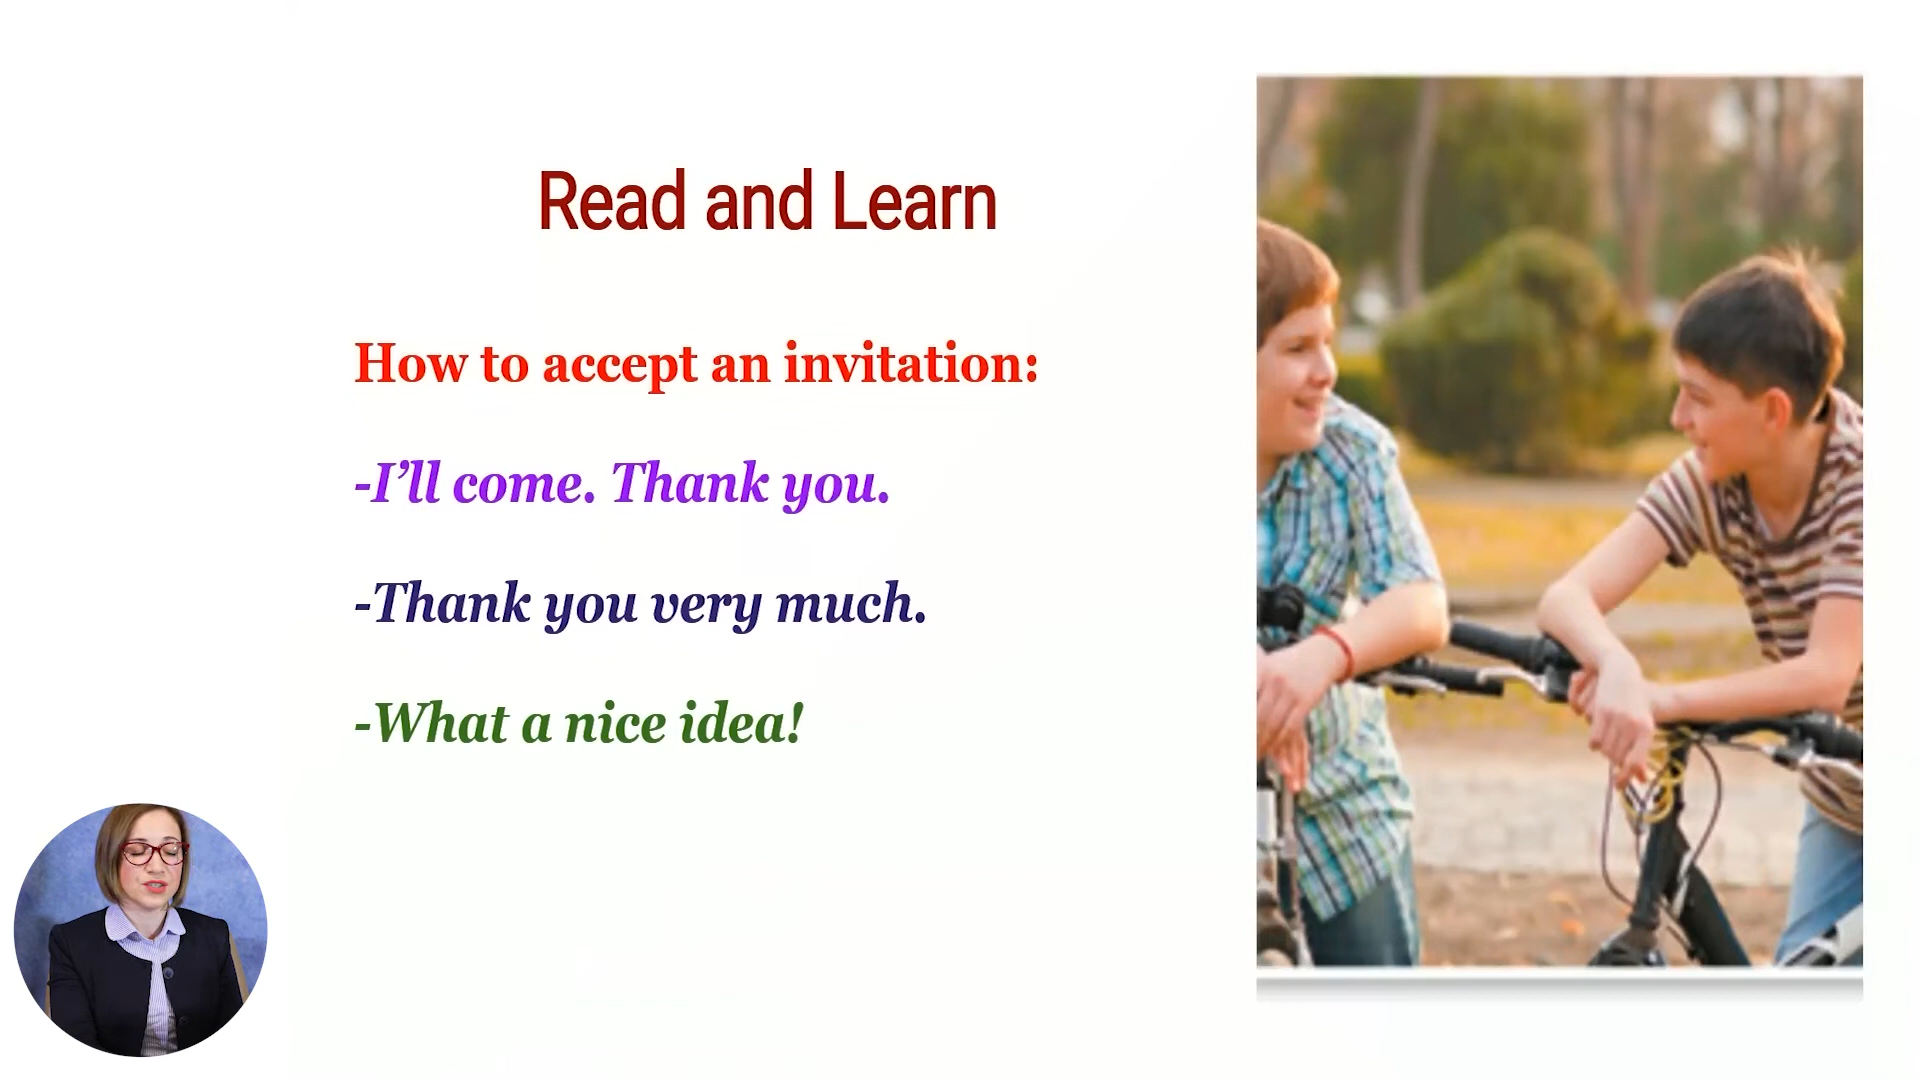 Read and Learn
How to accept an invitation:
-I’ll come. Thank you.
-Thank you very much.
-What a nice idea!